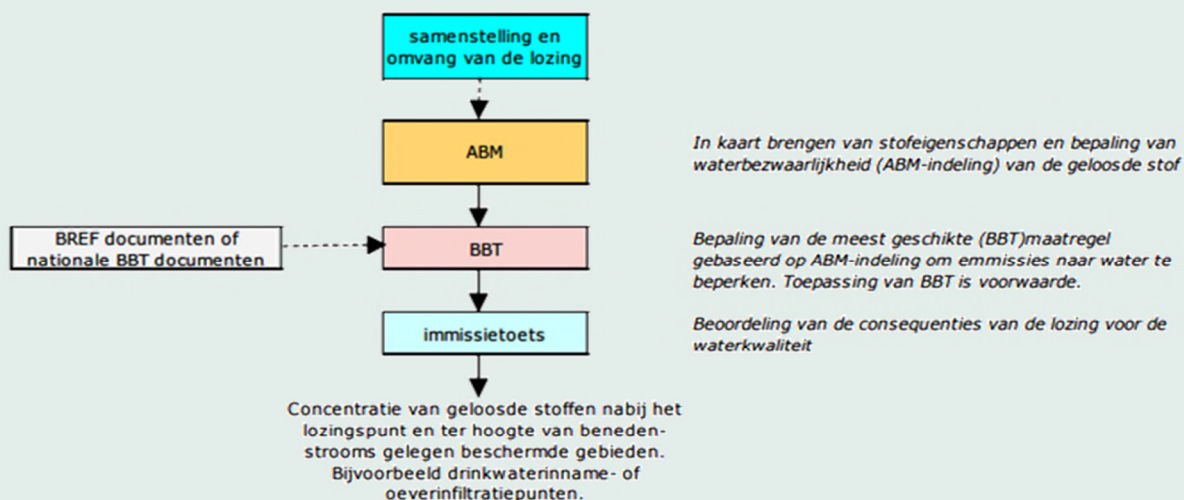 samenstelling en
omvang van de lozing
ABM
In kaart brengen van stofeigenschappen en bepaling van
waterbezwaarlijkheid (ABM-indeling) van de geloosde stof
BREF documenten of
nationale BBT documenten
BBT
Bepaling van de meest geschikte (BBT)maatregel
gebaseerd op ABM-indeling om emmissies naar water te
beperken. Toepassing van BBT is voorwaarde.
immissietoets
Beoordeling van de consequenties van de lozing voor de
waterkwaliteit
Concentratie van geloosde stoffen nabij het
lozingspunt en ter hoogte van beneden-
strooms gelegen beschermde gebieden.
Bijvoorbeeld drinkwaterinname- of
oeverinfiltratiepunten.